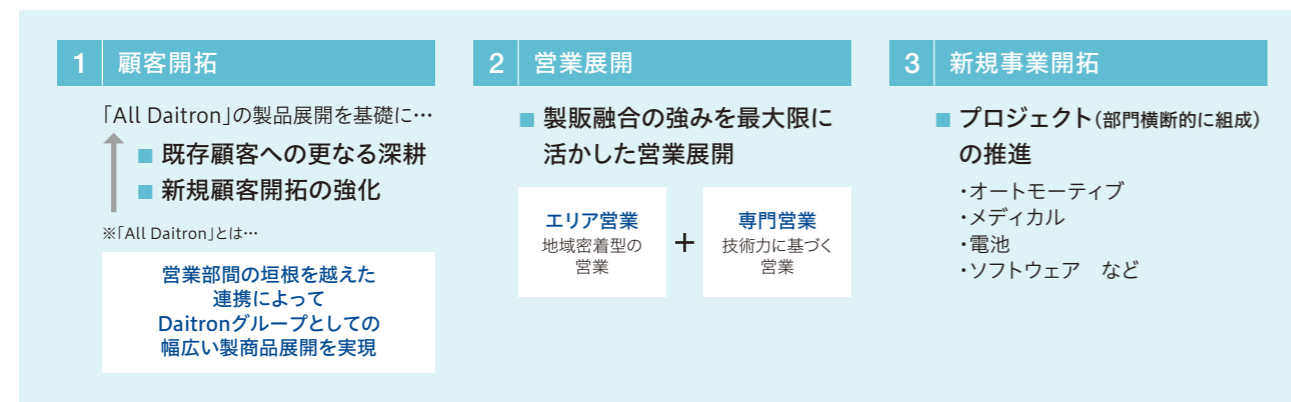 1 顧客開拓
「All Daitron」の製品展開を基礎に…
■ 既存顧客への更なる深耕
■ 新規顧客開拓の強化
※「All Daitron」とは…
営業部間の垣根を越えた
連携によって
Daitronグループとしての
幅広い製商品展開を実現
2 営業展開
■ 製販融合の強みを最大限に
活かした営業展開
エリア営業
地域密着型の
営業
+
専門営業
技術力に基づく
営業
3 新規事業開拓
■ プロジェクト(部門横断的に組成)
の推進
・オートモーティブ
・メディカル
・電池
・ソフトウェア　など